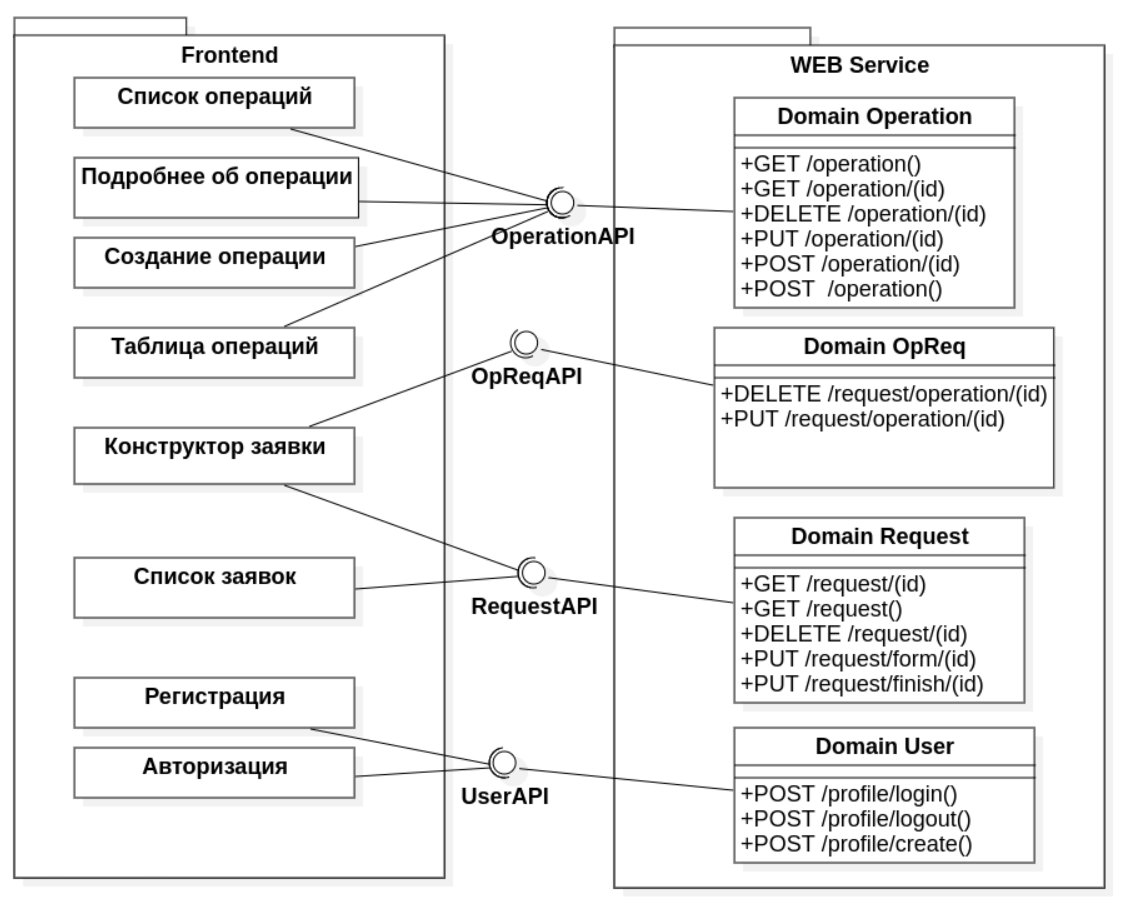 Frontend
Список операций
Подробнее об операции
Создание операции
Таблица операций
Конструктор заявки
Список заявок
Регистрация
Авторизация
OperationAPI
OpReqAPI
RequestAPI
UserAPI
WEB Service
Domain Operation
+GET /operation()
+GET /operation/(id)
+DELETE /operation/(id)
+PUT /operation/(id)
+POST /operation/(id)
+POST  /operation()
Domain OpReq
+DELETE /request/operation/(id)
+PUT /request/operation/(id)
Domain Request
+GET /request/(id)
+GET /request()
+DELETE /request/(id)
+PUT /request/form/(id)
+PUT /request/finish/(id)
Domain User
+POST /profile/login()
+POST /profile/logout()
+POST /profile/create()